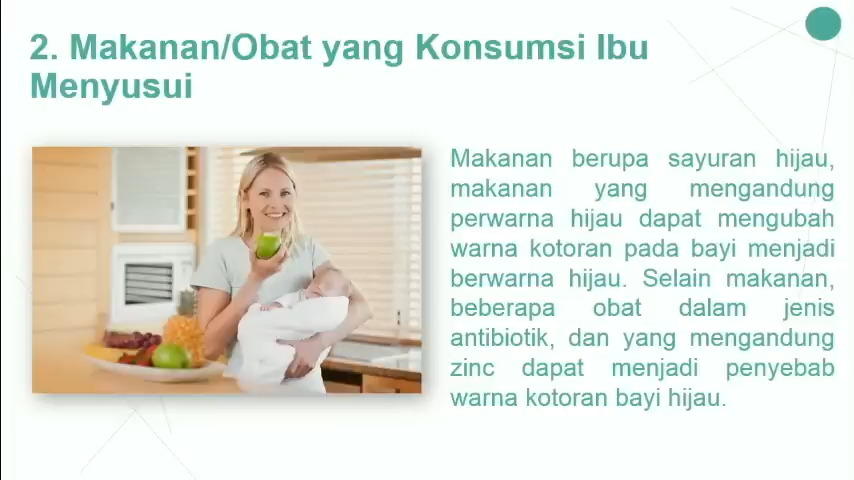 2. Makanan/Obat yang Konsumsi Ibu
Menyusui
Makanan berupa sayuran hijau,
makanan yang mengandung
perwarna hijau dapat mengubah
warna kotoran pada bayi menjadi
berwarna hijau. Selain makanan,
beberapa obat dalam jenis
antibiotik, dan yang mengandung
zinc dapat menjadi penyebab
warna kotoran bayi hijau.